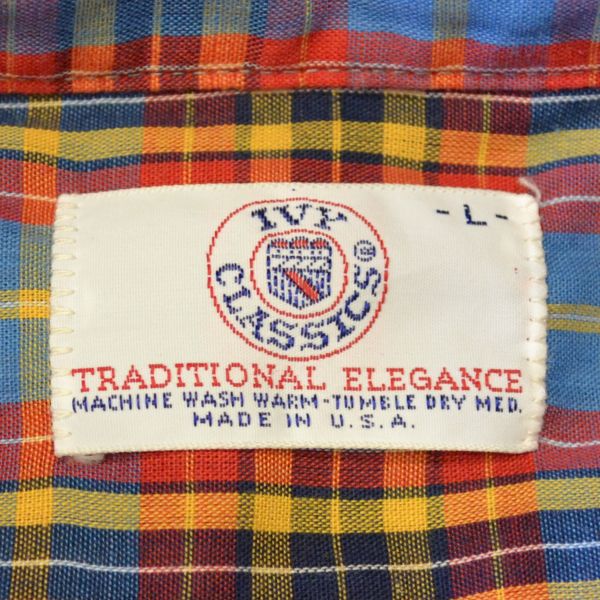 IVY
- L -
CLASSICS®
TRADITIONAL ELEGANCE
MACHINE WASH WARM-TUMBLE DRY MED.
MADE IN U.S.A.